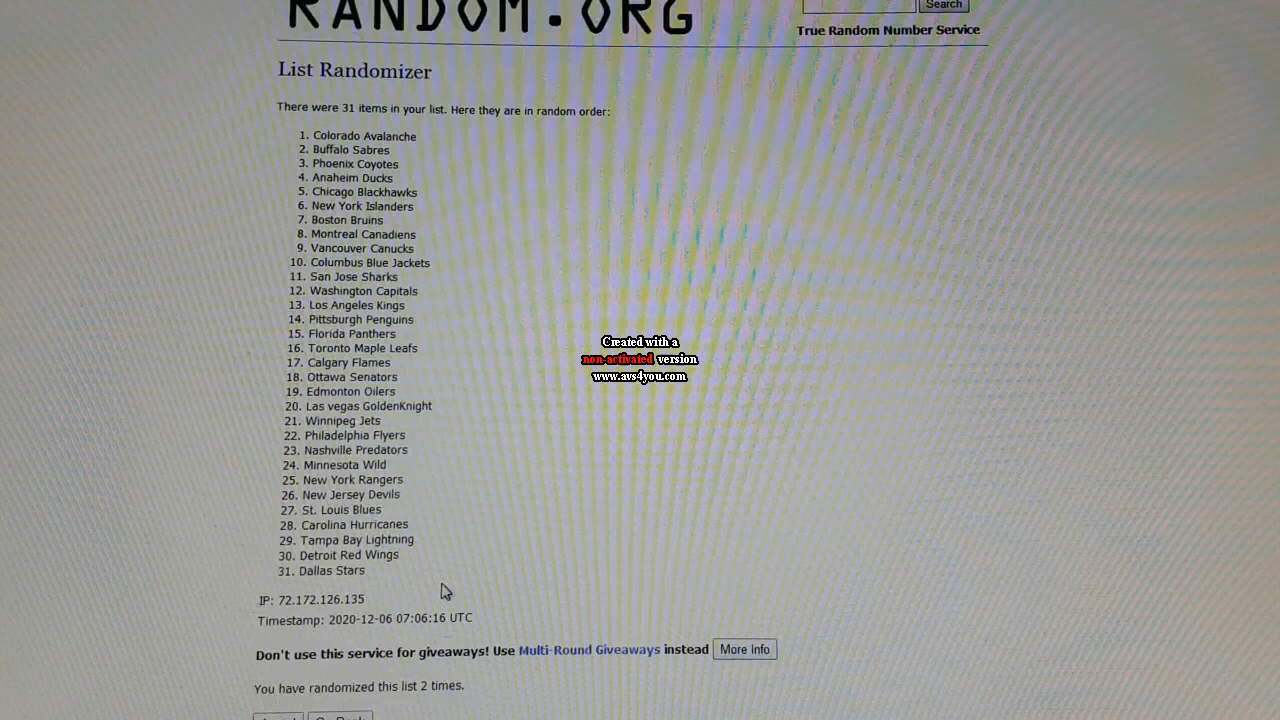 RANDOM.ORG
Search
True Random Number Service
List Randomizer
There were 31 items in your list. Here they are in random order:
1. Colorado Avalanche
2. Buffalo Sabres
3. Phoenix Coyotes
4. Anaheim Ducks
5. Chicago Blackhawks
6. New York Islanders
7. Boston Bruins
8. Montreal Canadiens
9. Vancouver Canucks
10. Columbus Blue Jackets
11. San Jose Sharks
12. Washington Capitals
13. Los Angeles Kings
14. Pittsburgh Penguins
15. Florida Panthers
16. Toronto Maple Leafs
17. Calgary Flames
18. Ottawa Senators
19. Edmonton Oilers
20. Las vegas GoldenKnight
21. Winnipeg Jets
22. Philadelphia Flyers
23. Nashville Predators
24. Minnesota Wild
25. New York Rangers
26. New Jersey Devils
27. St. Louis Blues
28. Carolina Hurricanes
29. Tampa Bay Lightning
30. Detroit Red Wings
31. Dallas Stars
IP: 72.172.126.135
Timestamp: 2020-12-06 07:06:16 UTC
Don't use this service for giveaways! Use Multi-Round Giveaways instead More Info
You have randomized this list 2 times.
Created with a
non-activated version
www.avs4you.com